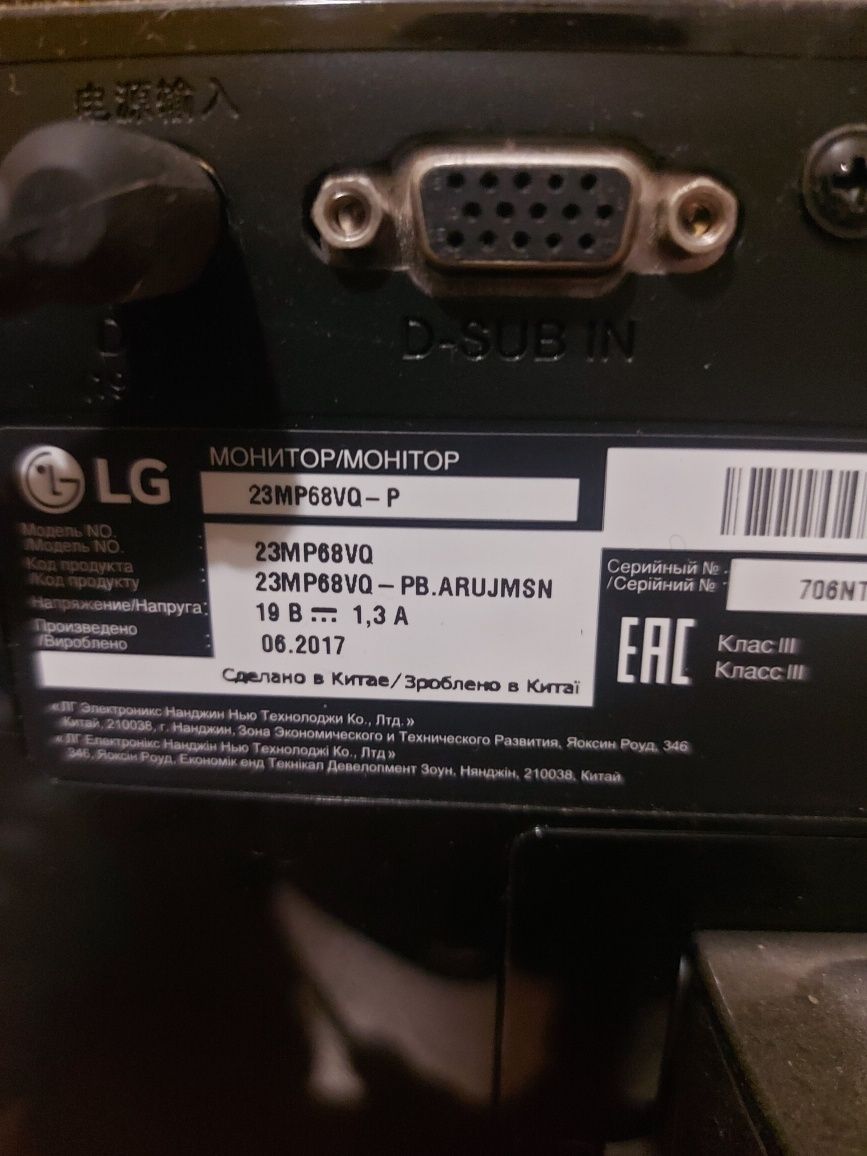 电源输入
D-SUB IN
LG
МОНИТОР/МОНІТОР
23MP68VQ-P
Модель NO.
/Модель NO.
23MP68VQ
Код продукта
/Код продукту
:
23MP68VQ-PB.ARUJMSN
Напряжение/Напруга:
19 В ⎓ 1,3 А
Произведено
/Вироблено
:
06.2017
Сделано в Китае/Зроблено в Китаї
Серийный №
/Серійний №
:
706NT
EAC
Клас III
Класс III
«ЛГ Электроникс Нанджин Нью Технолоджи Ко., Лтд.»
Китай, 210038, г. Нанджин, Зона Экономического и Технического Развития, Яоксин Роуд, 346
«ЛГ Електронікс Нанджін Нью Технолоджі Ко., Лтд»
346, Яоксін Роуд, Економік енд Текнікал Девелопмент Зоун, Нянджін, 210038, Китай